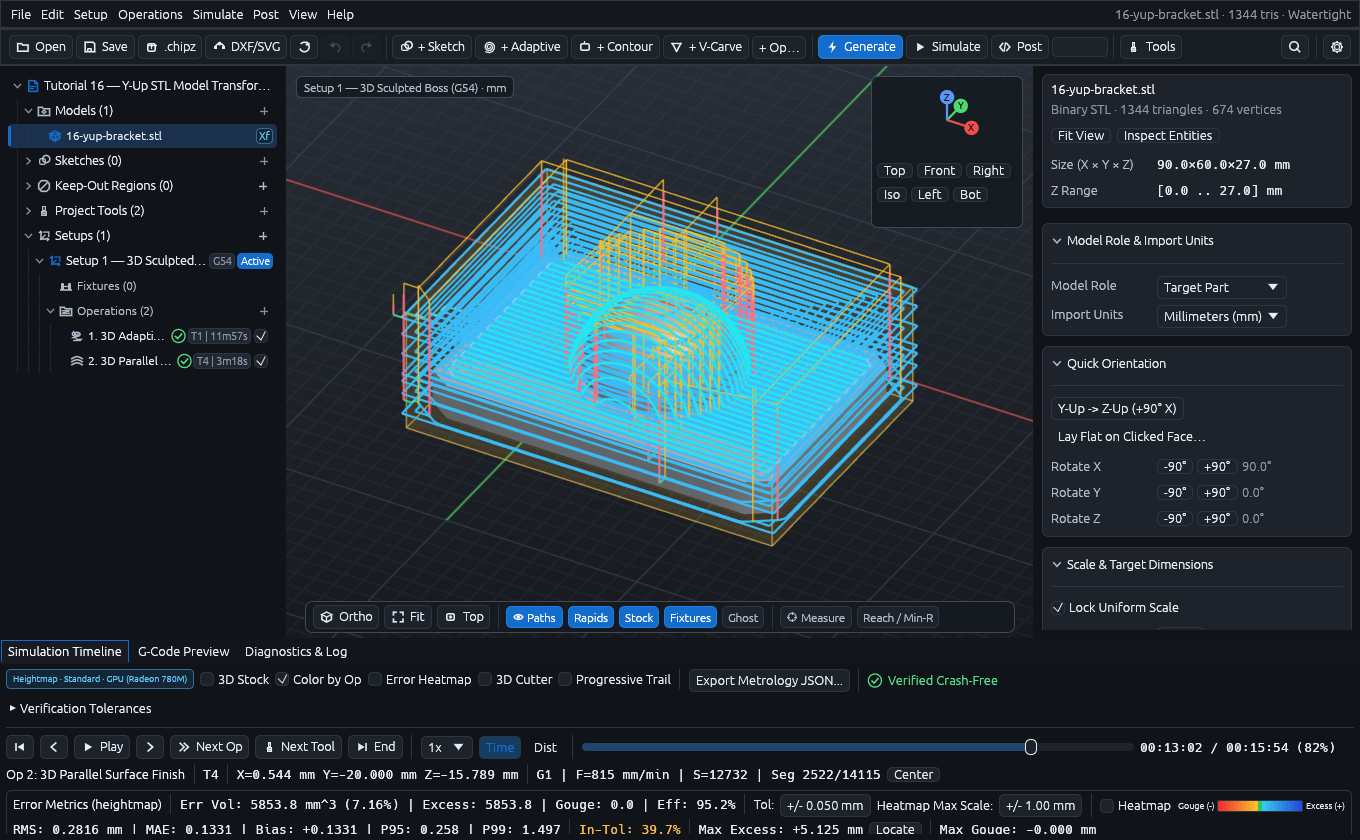 File Edit Setup Operations Simulate Post View Help 16-yup-bracket.stl · 1344 tris · Watertight
Open Save .chipz DXF/SVG + Sketch + Adaptive + Contour + V-Carve + Op... Generate Simulate Post Tools
Tutorial 16 — Y-Up STL Model Transfor...
Models (1) +
16-yup-bracket.stl Xf
Sketches (0) +
Keep-Out Regions (0) +
Project Tools (2) +
Setups (1) +
Setup 1 — 3D Sculpted... G54 Active
Fixtures (0)
Operations (2) +
1. 3D Adapti... T1 | 11m57s
2. 3D Parallel ... T4 | 3m18s
Setup 1 — 3D Sculpted Boss (G54) · mm
Z
Y
X
Top Front Right
Iso Left Bot
Ortho Fit Top Paths Rapids Stock Fixtures Ghost Measure Reach / Min-R
16-yup-bracket.stl
Binary STL · 1344 triangles · 674 vertices
Fit View Inspect Entities
Size (X × Y × Z) 90.0×60.0×27.0 mm
Z Range [0.0 .. 27.0] mm
Model Role & Import Units
Model Role Target Part
Import Units Millimeters (mm)
Quick Orientation
Y-Up -> Z-Up (+90° X)
Lay Flat on Clicked Face...
Rotate X -90° +90° 90.0°
Rotate Y -90° +90° 0.0°
Rotate Z -90° +90° 0.0°
Scale & Target Dimensions
Lock Uniform Scale
Simulation Timeline G-Code Preview Diagnostics & Log
Heightmap · Standard · GPU (Radeon 780M) 3D Stock Color by Op Error Heatmap 3D Cutter Progressive Trail Export Metrology JSON... Verified Crash-Free
Verification Tolerances
Play Next Op Next Tool End 1x Time Dist 00:13:02 / 00:15:54 (82%)
Op 2: 3D Parallel Surface Finish T4 X=0.544 mm Y=-20.000 mm Z=-15.789 mm G1 | F=815 mm/min | S=12732 | Seg 2522/14115 Center
Error Metrics (heightmap) Err Vol: 5853.8 mm^3 (7.16%) | Excess: 5853.8 | Gouge: 0.0 | Eff: 95.2% Tol: +/- 0.050 mm Heatmap Max Scale: +/- 1.00 mm Heatmap Gouge (-) Excess (+)
RMS: 0.2816 mm | MAE: 0.1331 | Bias: +0.1331 | P95: 0.258 | P99: 1.497 In-Tol: 39.7% Max Excess: +5.125 mm Locate Max Gouge: -0.000 mm